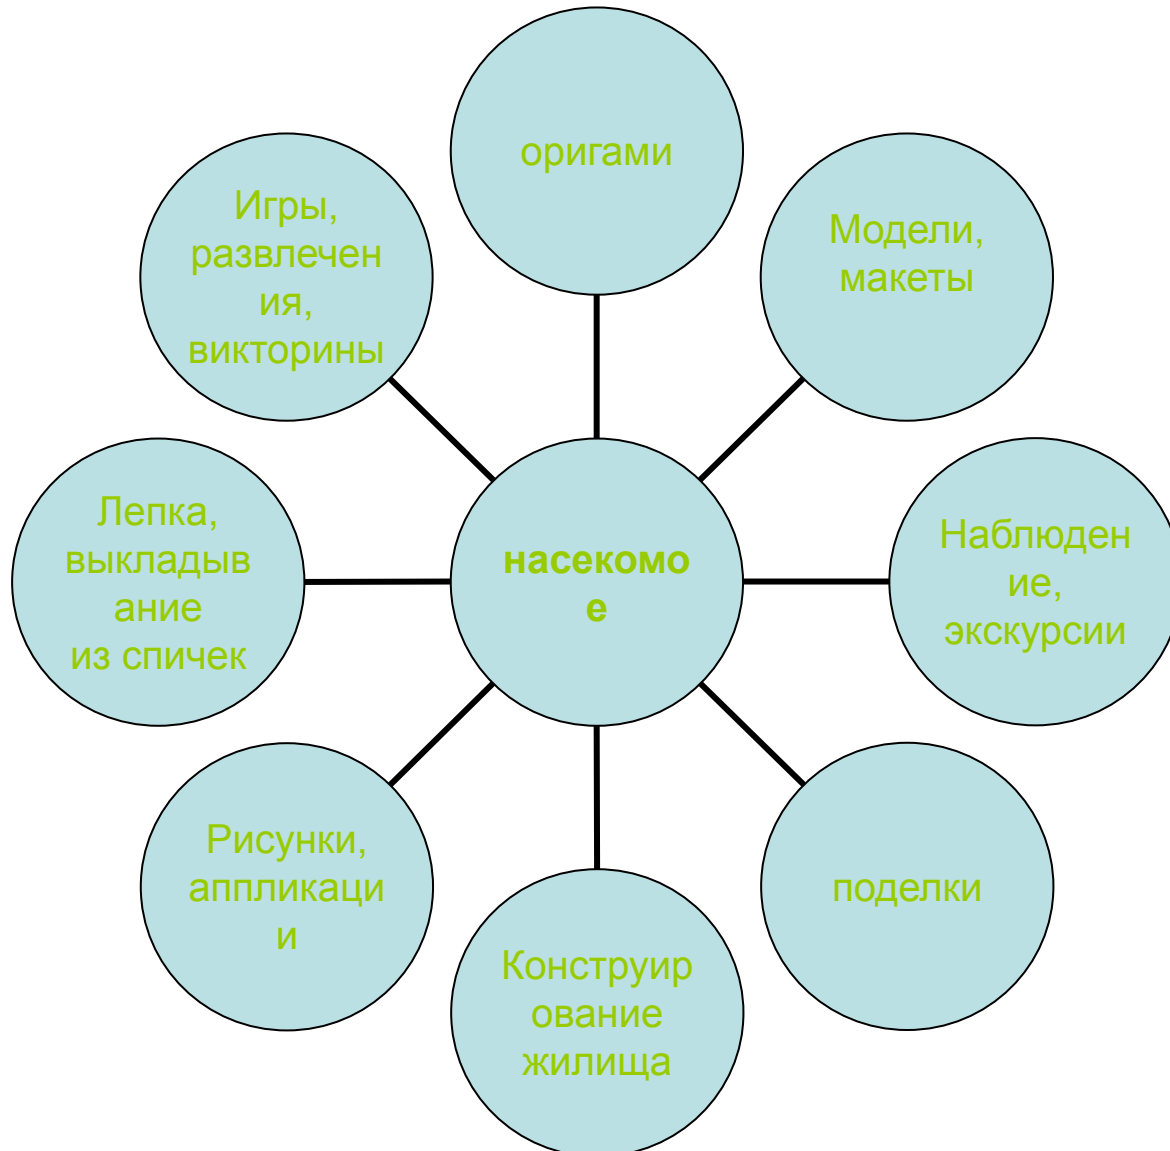 оригами
Игры,
развлечен
ия,
викторины
Модели,
макеты
Лепка,
выкладыв
ание
из спичек
насекомо
е
Наблюден
ие,
экскурсии
Рисунки,
аппликаци
и
поделки
Конструир
ование
жилища